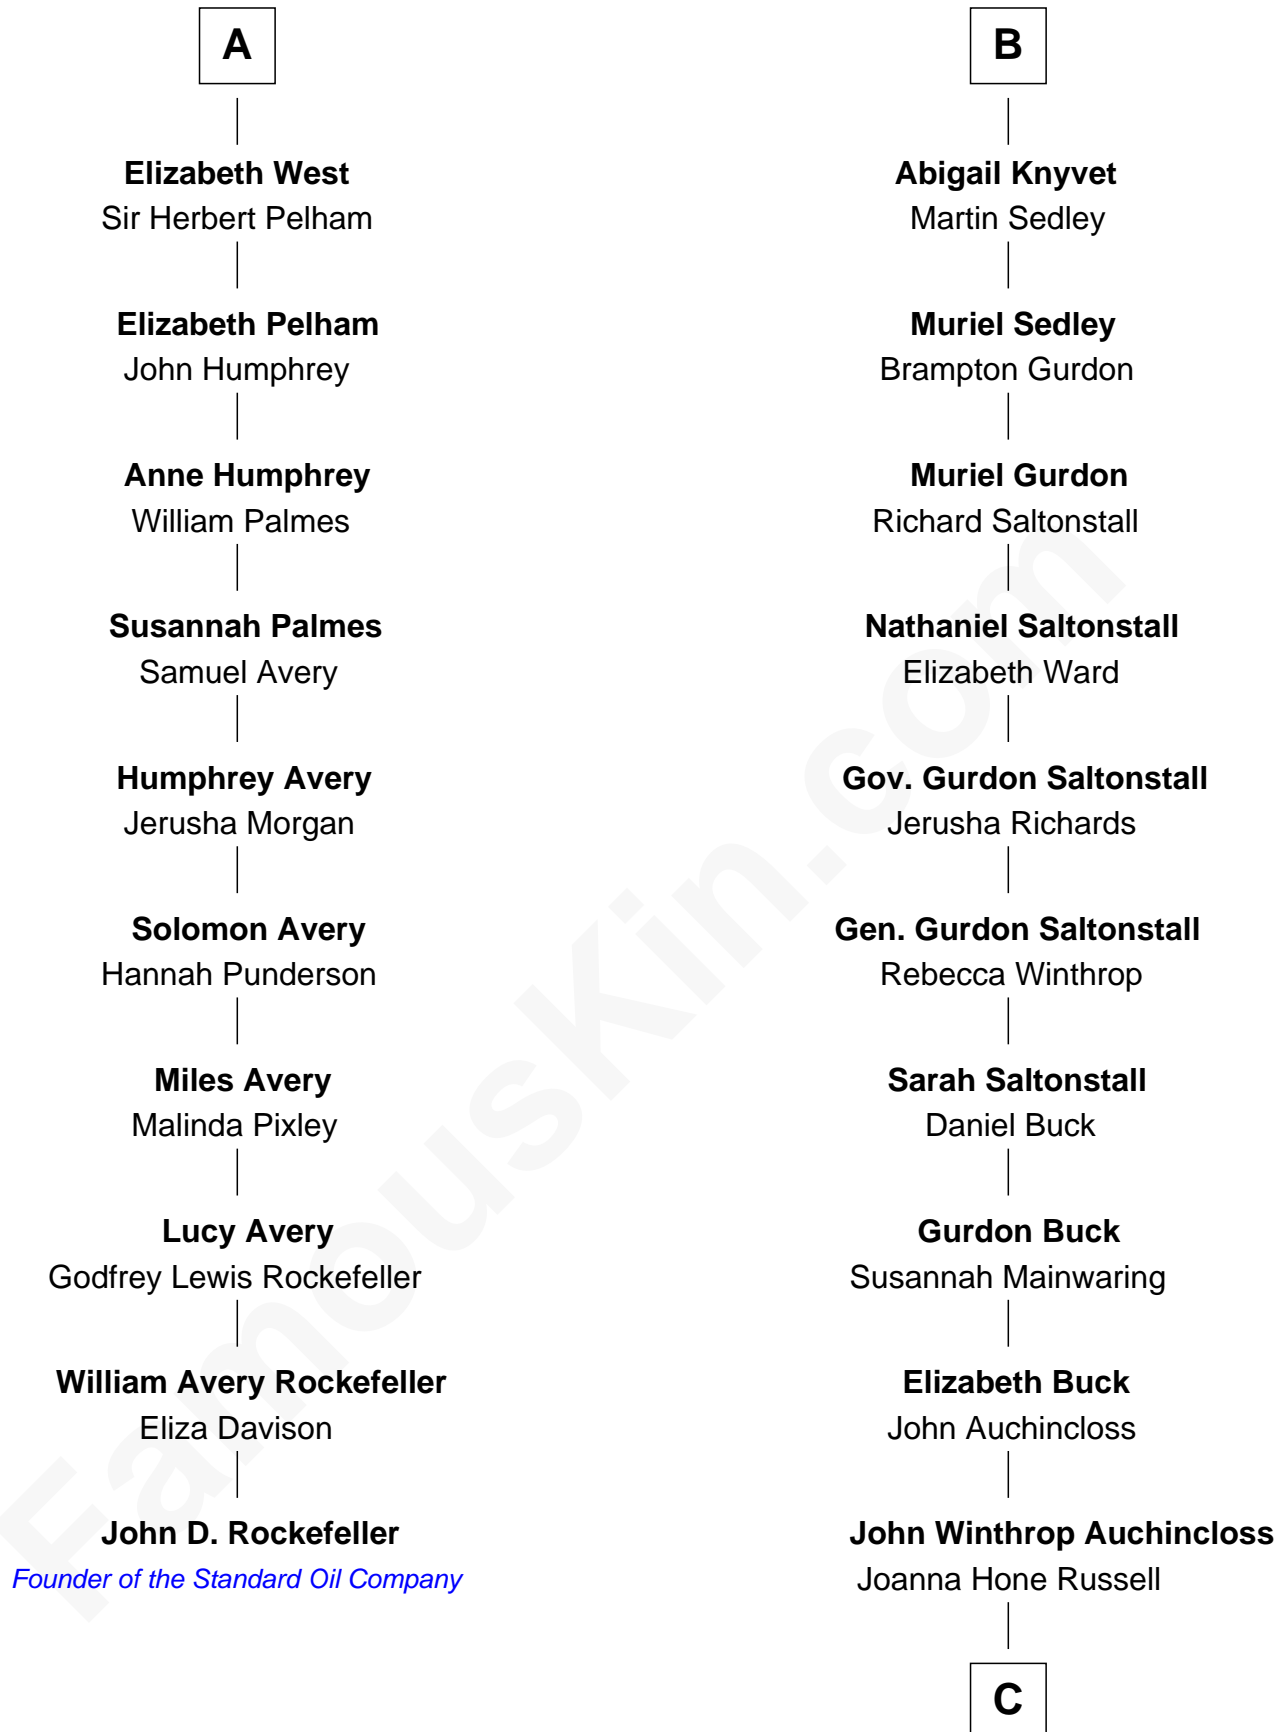 A
Elizabeth West
Sir Herbert Pelham
Elizabeth Pelham
John Humphrey
Anne Humphrey
William Palmes
Susannah Palmes
Samuel Avery
Humphrey Avery
Jerusha Morgan
Solomon Avery
Hannah Punderson
Miles Avery
Malinda Pixley
Lucy Avery
Godfrey Lewis Rockefeller
William Avery Rockefeller
Eliza Davison
John D. Rockefeller
Founder of the Standard Oil Company
B
Abigail Knyvet
Martin Sedley
Muriel Sedley
Brampton Gurdon
Muriel Gurdon
Richard Saltonstall
Nathaniel Saltonstall
Elizabeth Ward
Gov. Gurdon Saltonstall
Jerusha Richards
Gen. Gurdon Saltonstall
Rebecca Winthrop
Sarah Saltonstall
Daniel Buck
Gurdon Buck
Susannah Mainwaring
Elizabeth Buck
John Auchincloss
John Winthrop Auchincloss
Joanna Hone Russell
C
FamousKin.com